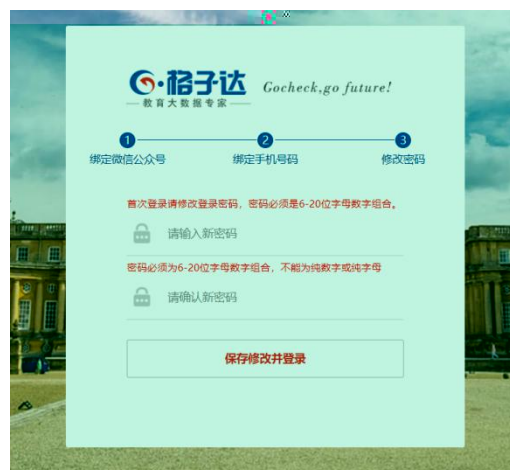 格子达
Gocheck,go future!
教育大数据专家
1 2 3
绑定微信公众号 绑定手机号码 修改密码
首次登录请修改登录密码，密码必须是6-20位字母数字组合。
请输入新密码
密码必须为6-20位字母数字组合，不能为纯数字或纯字母
请确认新密码
保存修改并登录